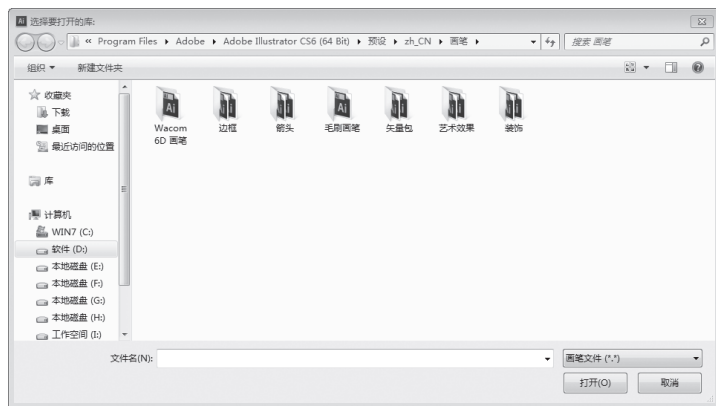 Ai 选择要打开的库:
« Program Files ▸ Adobe ▸ Adobe Illustrator CS6 (64 Bit) ▸ 预设 ▸ zh_CN ▸ 画笔 ▸
搜索 画笔
组织 ▼ 新建文件夹
收藏夹
下载
桌面
最近访问的位置
库
计算机
WIN7 (C:)
软件 (D:)
本地磁盘 (E:)
本地磁盘 (F:)
本地磁盘 (G:)
本地磁盘 (H:)
工作空间 (I:)
Wacom 6D 画笔
边框
箭头
毛刷画笔
矢量包
艺术效果
装饰
文件名(N):
画笔文件 (*.*)
打开(O) 取消